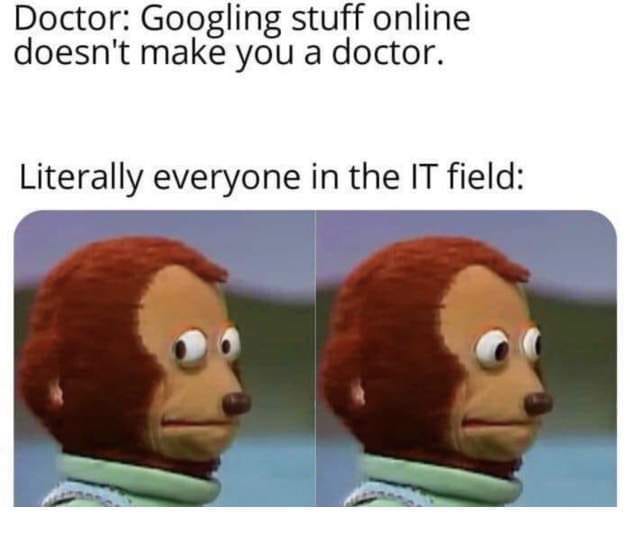 Doctor: Googling stuff online
doesn't make you a doctor.
Literally everyone in the IT field: